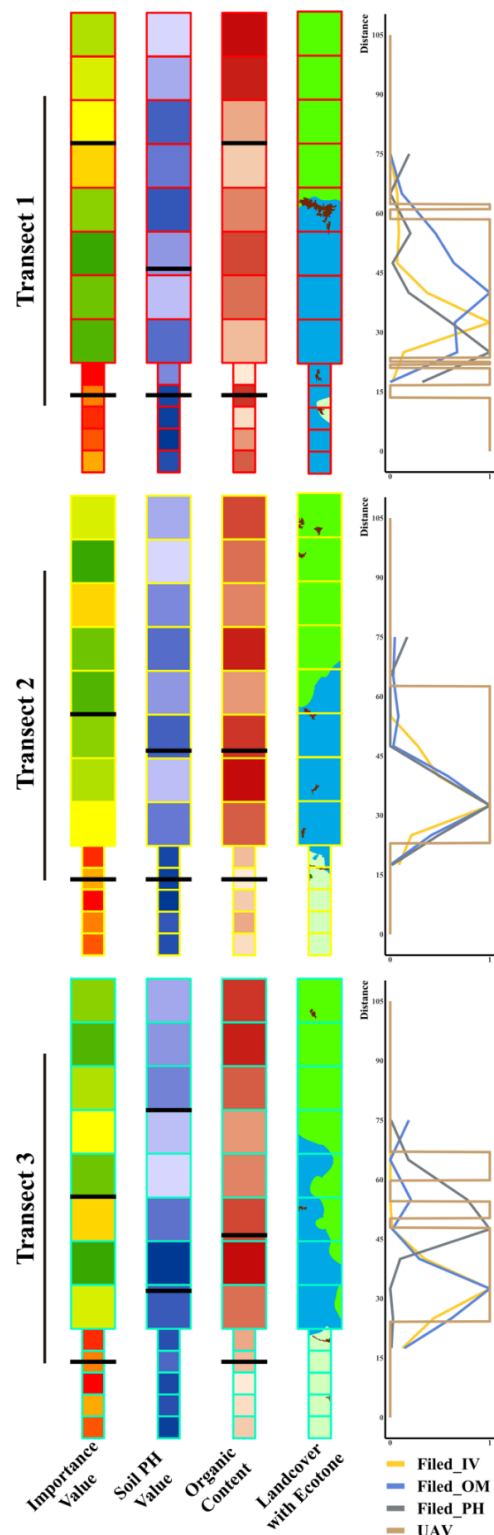 Transect 1
Distance
105
90
75
60
45
30
15
0
0
1
Transect 2
Distance
105
90
75
60
45
30
15
0
0
1
Transect 3
Distance
105
90
75
60
45
30
15
0
0
1
Importance
Value
Soil PH
Value
Organic
Content
Landcover
with Ecotone
Filed_IV
Filed_OM
Filed_PH
UAV